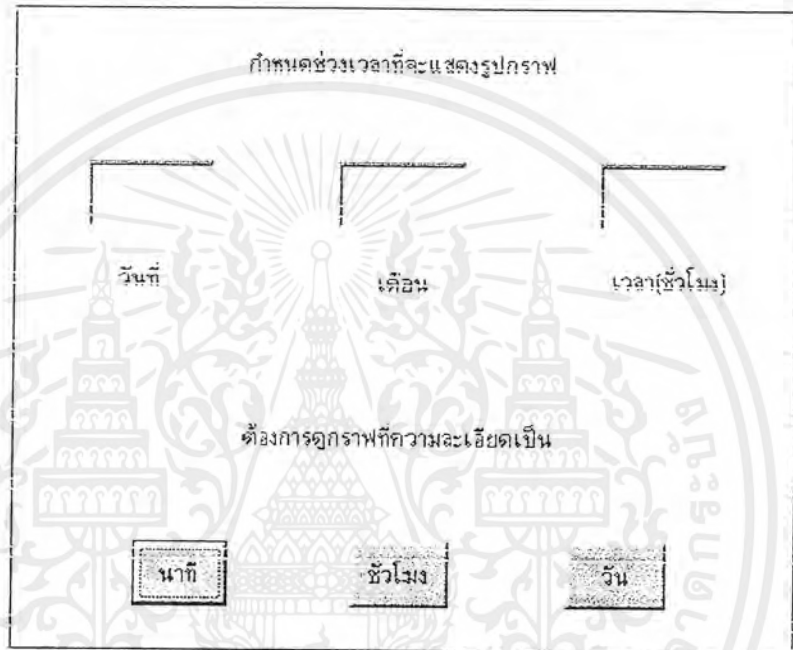 กำหนดช่วงเวลาที่จะแสดงรูปกราฟ
วันที่ เดือน เวลา(ชั่วโมง)
ต้องการดูกราฟที่ความละเอียดเป็น
นาที ชั่วโมง วัน